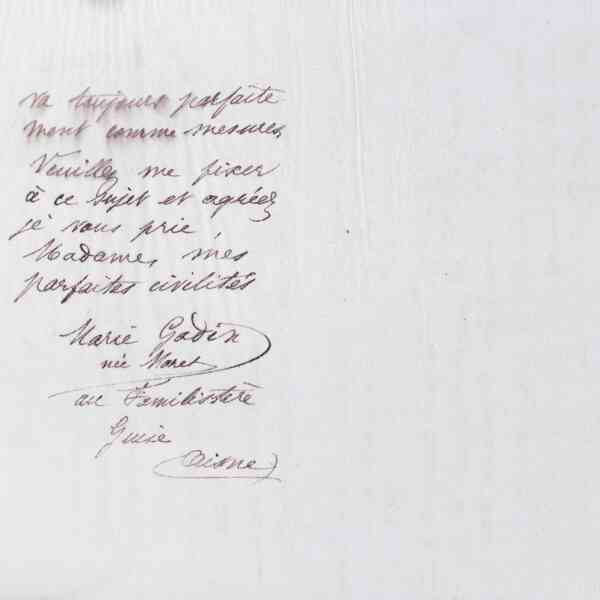 va toujours parfaite
ment comme mesures,
Veuillez me fixer
à ce sujet et agréez
je vous prie,
Madame, mes
parfaites civilités
Marie Godin
née Moret
au Familistère
Guise
(Aisne)